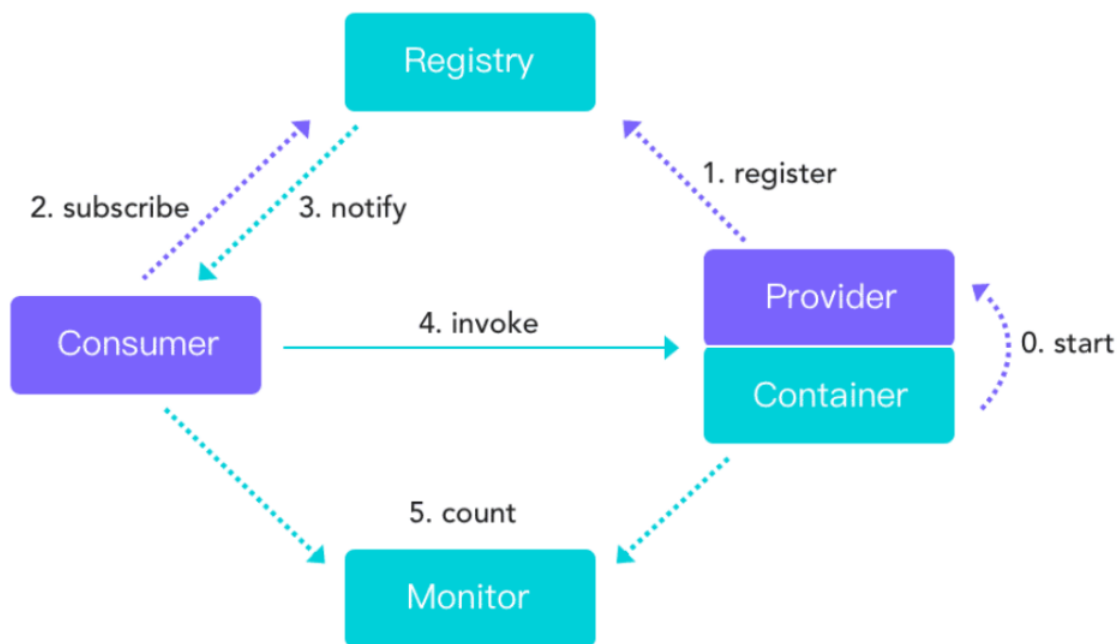 Registry
1. register
2. subscribe
3. notify
Provider
4. invoke
0. start
Consumer
Container
5. count
Monitor